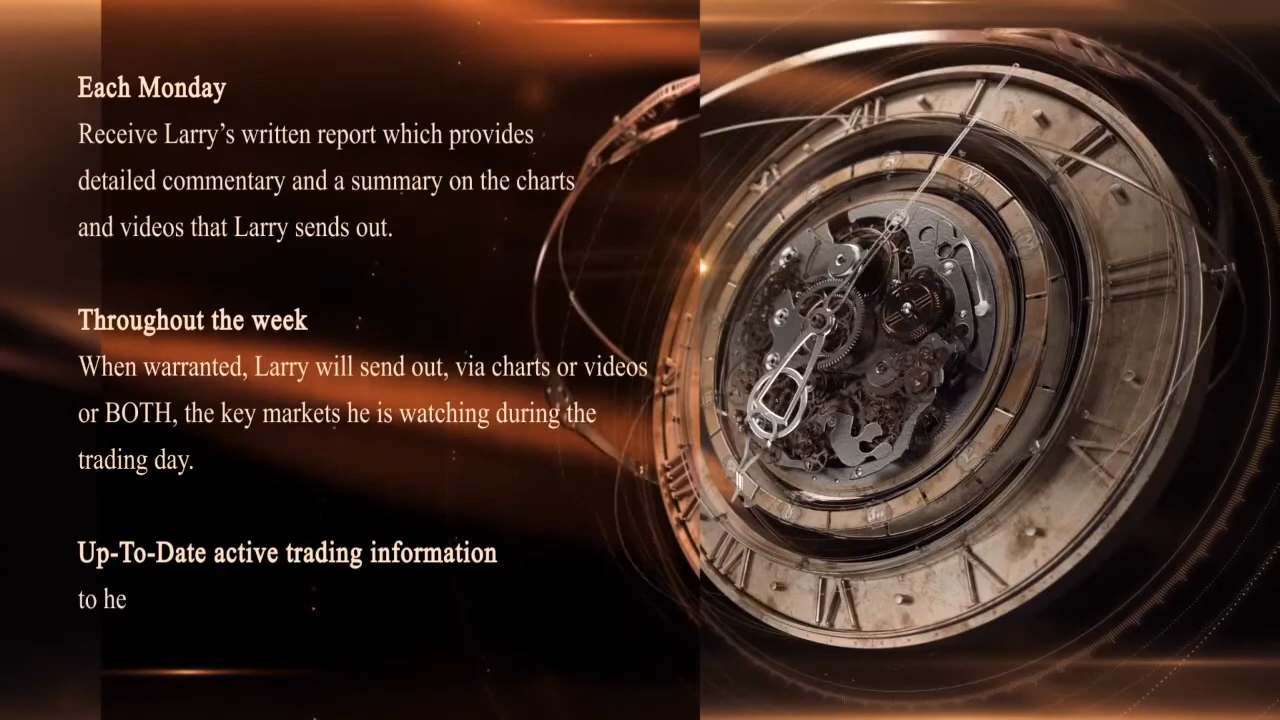 Each Monday
Receive Larry’s written report which provides
detailed commentary and a summary on the charts
and videos that Larry sends out.
Throughout the week
When warranted, Larry will send out, via charts or videos
or BOTH, the key markets he is watching during the
trading day.
Up-To-Date active trading information
to he